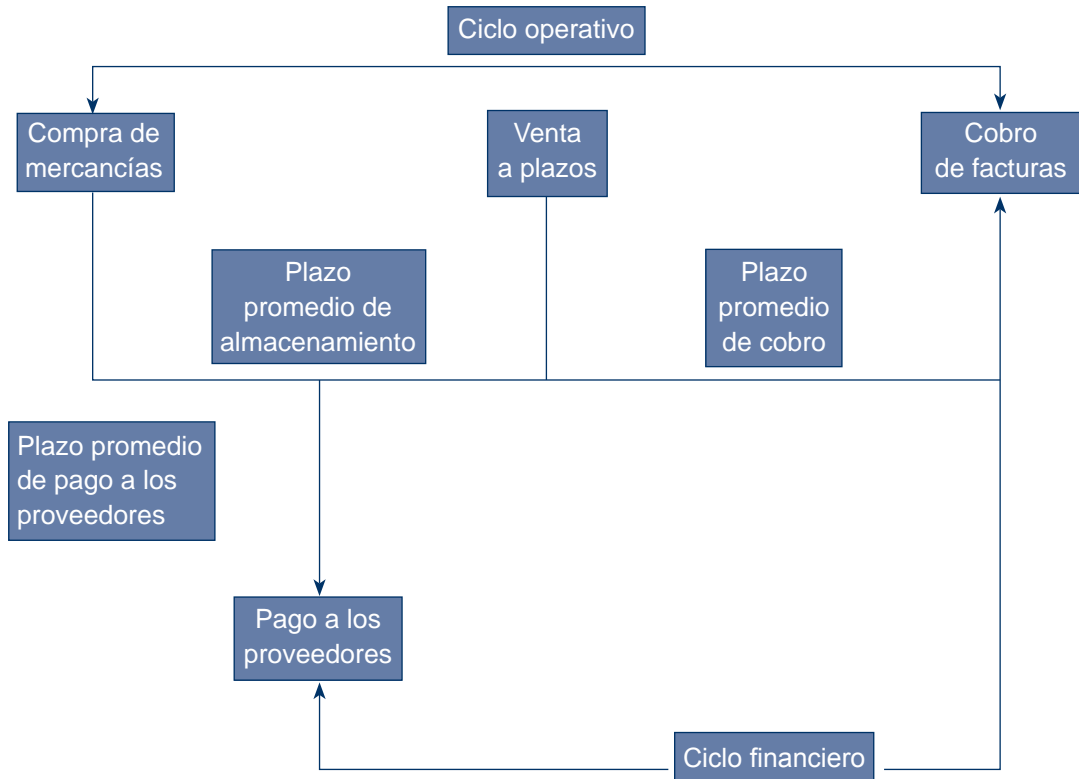 Ciclo operativo
Compra de
mercancías
Venta
a plazos
Cobro
de facturas
Plazo
promedio de
almacenamiento
Plazo
promedio
de cobro
Plazo promedio
de pago a los
proveedores
Pago a los
proveedores
Ciclo financiero